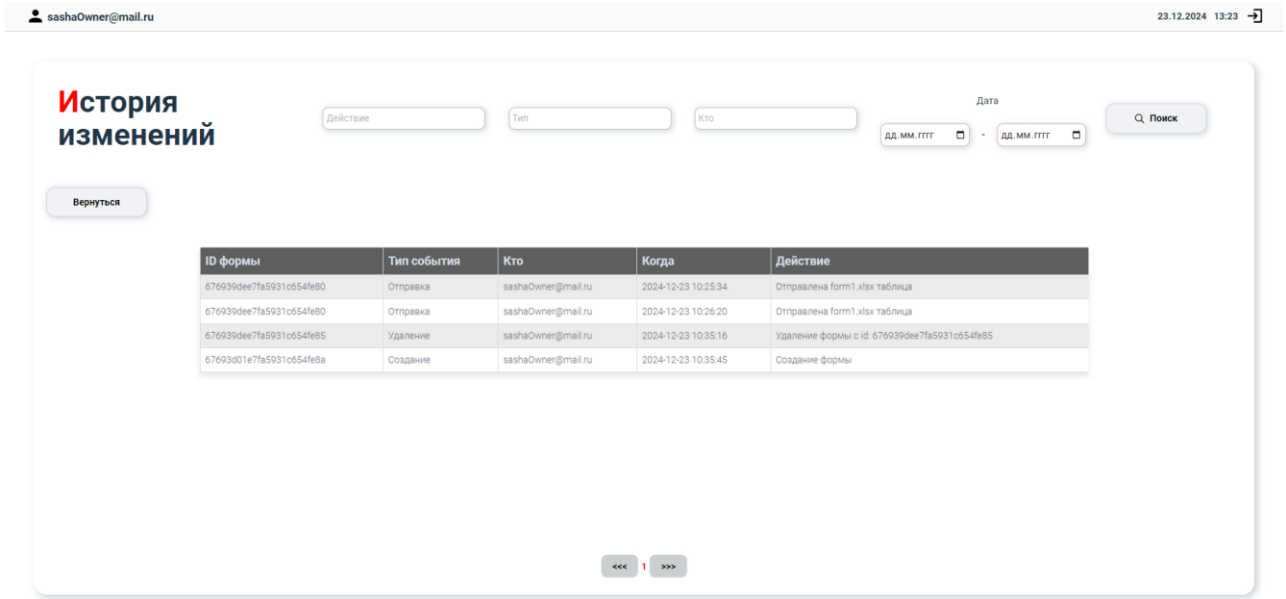 sashaOwner@mail.ru 23.12.2024 13:23
История
изменений
Действие Тип Кто
Дата
дд.мм.гггг - дд.мм.гггг
Поиск
Вернуться
ID формы Тип события Кто Когда Действие
676939dee7fa5931c654fe80 Отправка sashaOwner@mail.ru 2024-12-23 10:25:34 Отправлена form1.xlsx таблица
676939dee7fa5931c654fe80 Отправка sashaOwner@mail.ru 2024-12-23 10:26:20 Отправлена form1.xlsx таблица
676939dee7fa5931c654fe85 Удаление sashaOwner@mail.ru 2024-12-23 10:35:16 Удаление формы с id: 676939dee7fa5931c654fe85
67693d01e7fa5931c654fe8a Создание sashaOwner@mail.ru 2024-12-23 10:35:45 Создание формы
<<< 1 >>>